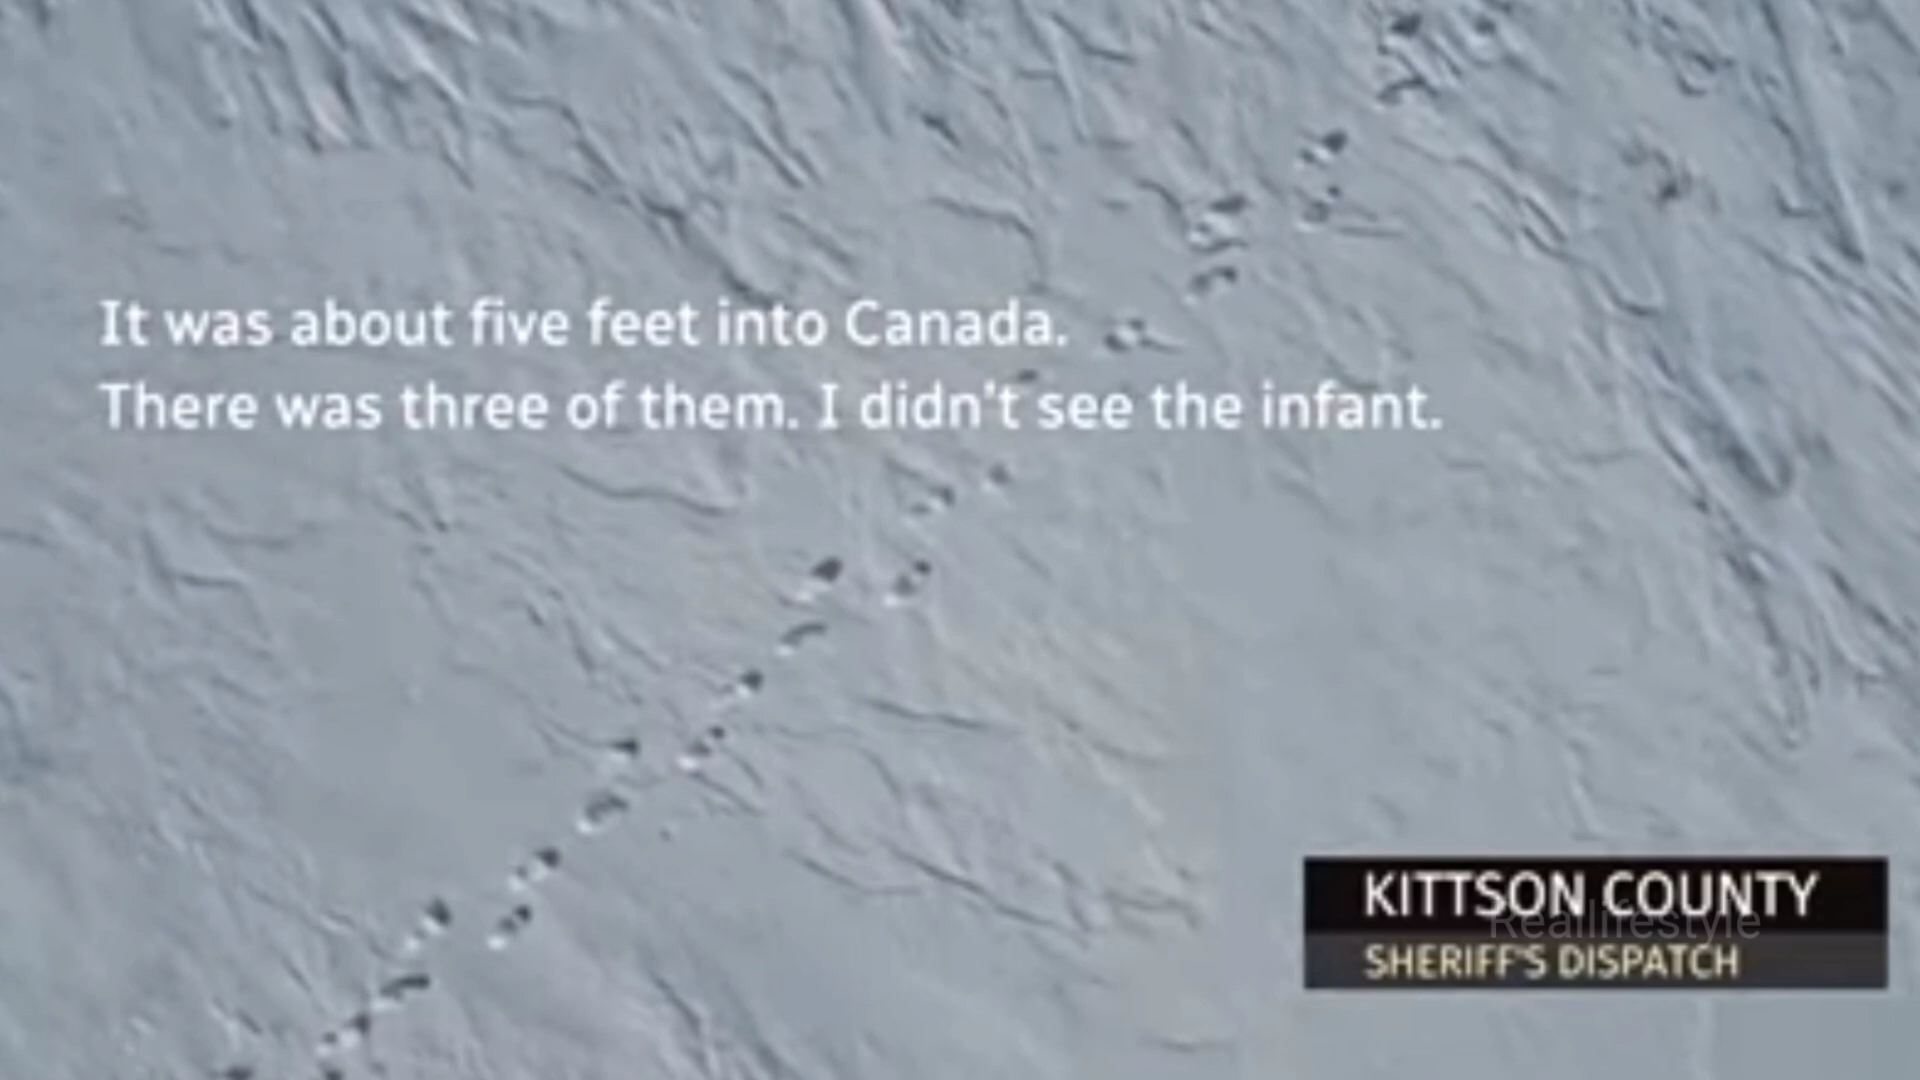 It was about five feet into Canada.
There was three of them. I didn't see the infant.
KITTSON COUNTY
Reallifestyle
SHERIFF'S DISPATCH